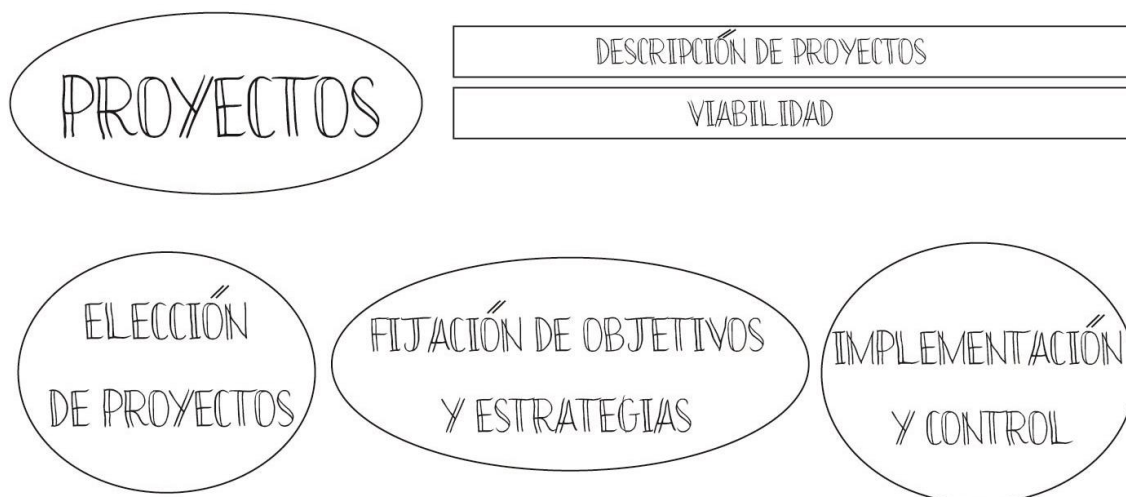 PROYECTOS
DESCRIPCIÓN DE PROYECTOS
VIABILIDAD
ELECCIÓN
DE PROYECTOS
FIJACIÓN DE OBJETIVOS
Y ESTRATEGIAS
IMPLEMENTACIÓN
Y CONTROL